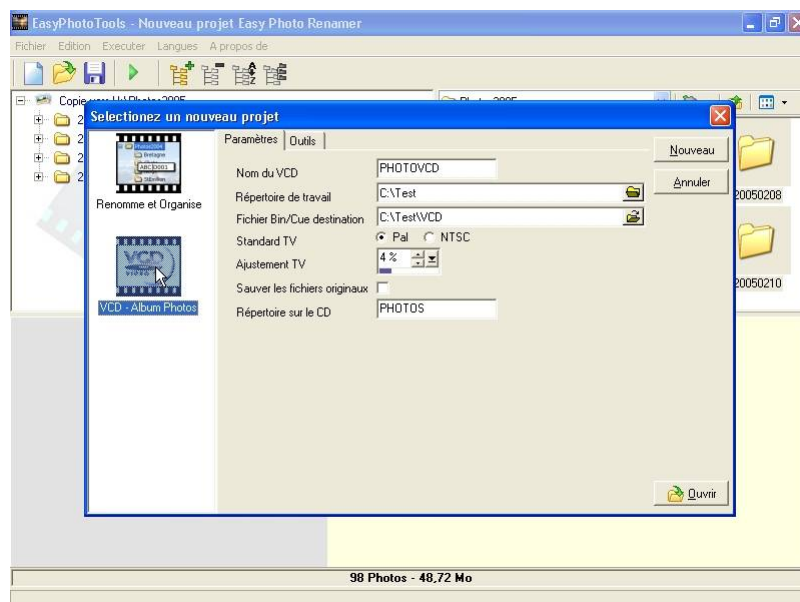 EasyPhotoTools - Nouveau projet Easy Photo Renamer
Fichier Edition Executer Langues A propos de
Selectionez un nouveau projet
Renomme et Organise
VCD - Album Photos
Paramètres Outils
Nom du VCD PHOTOVCD
Répertoire de travail C:\Test
Fichier Bin/Cue destination C:\Test\VCD
Standard TV Pal NTSC
Ajustement TV 4 %
Sauver les fichiers originaux
Répertoire sur le CD PHOTOS
Nouveau
Annuler
Ouvrir
20050208
20050210
98 Photos - 48,72 Mo